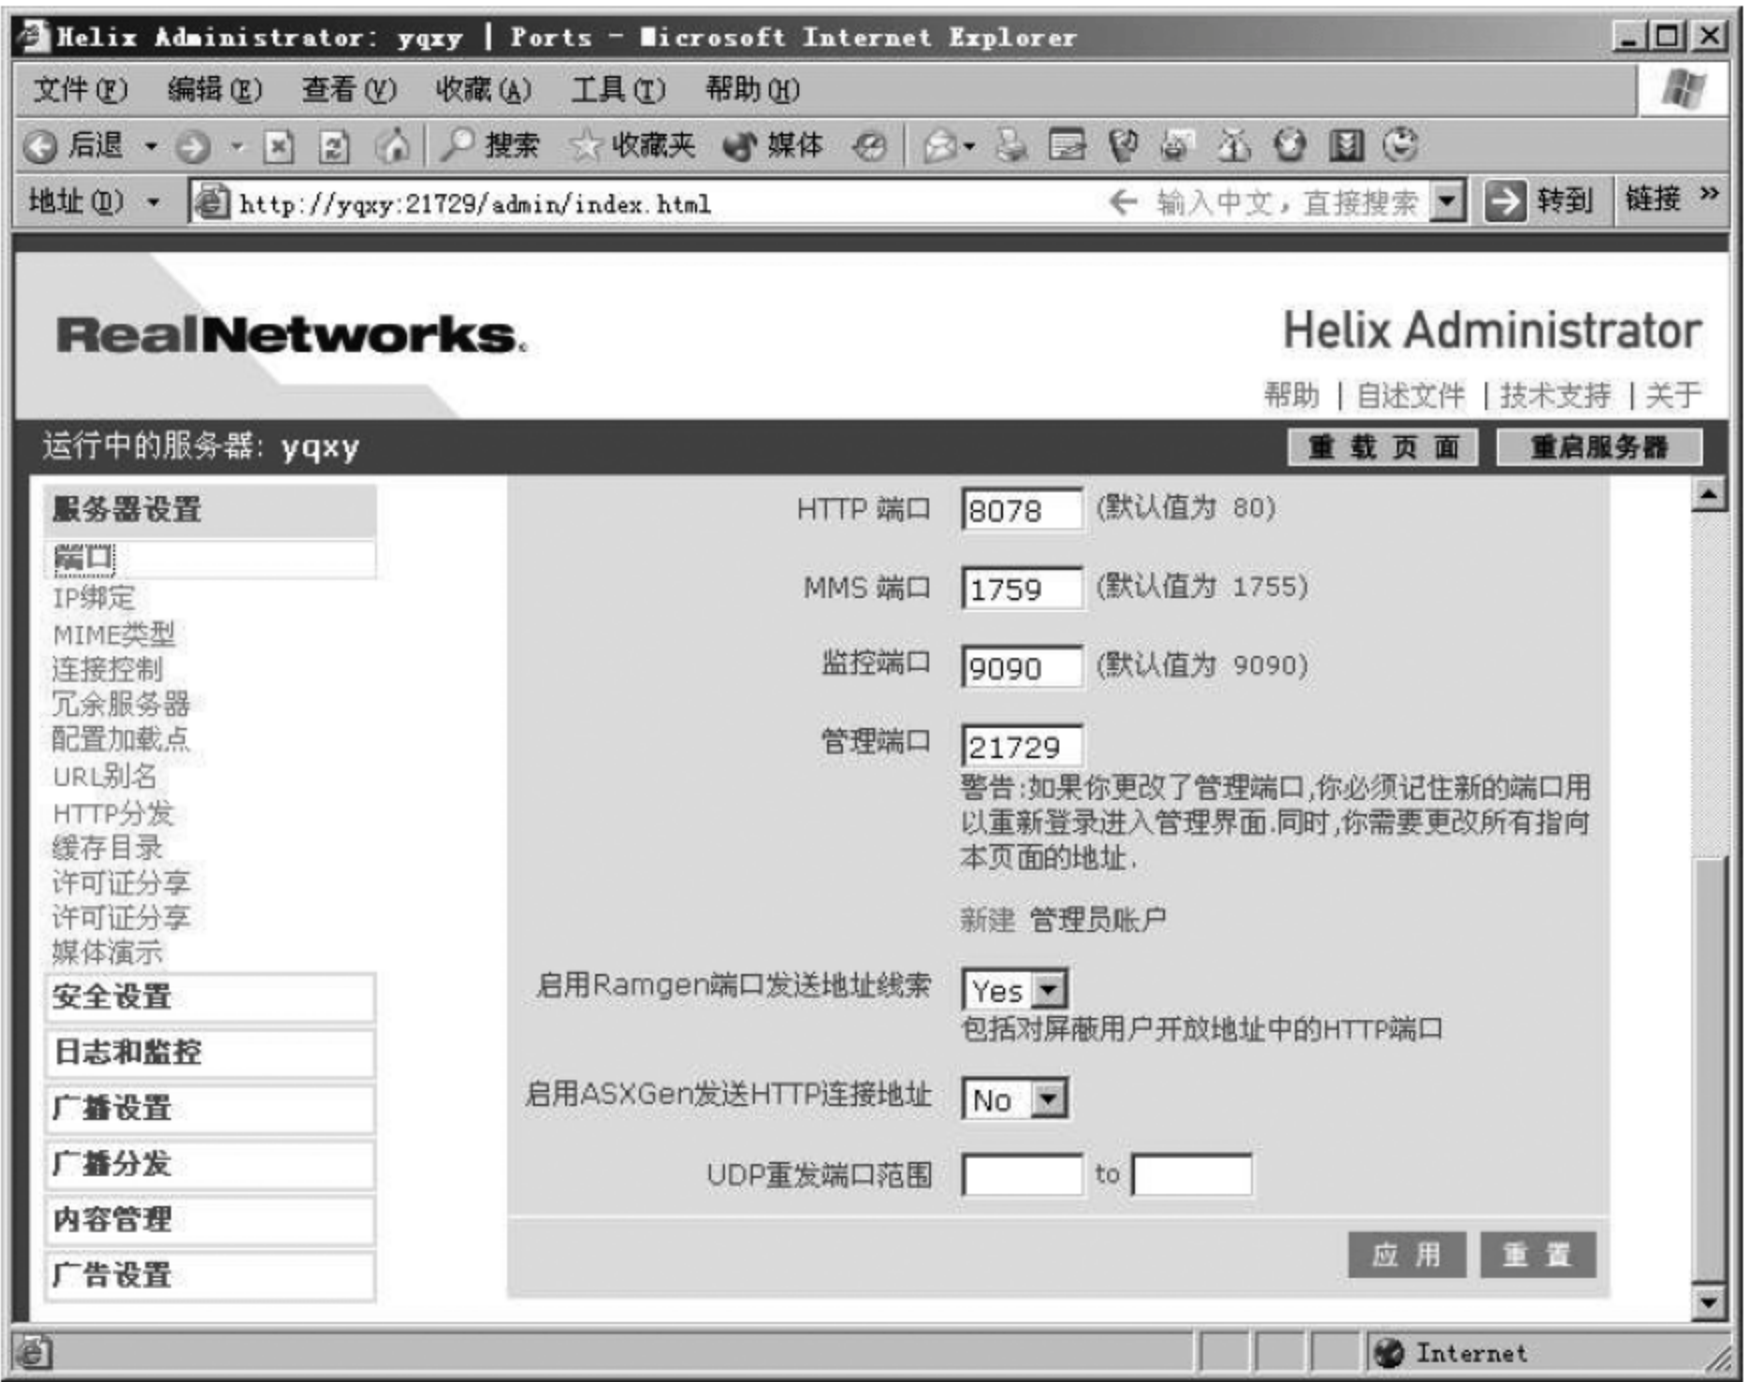 Helix Administrator: yqxy | Ports - Microsoft Internet Explorer
文件(F) 编辑(E) 查看(V) 收藏(A) 工具(T) 帮助(H)
后退 搜索 收藏夹 媒体
地址(D) http://yqxy:21729/admin/index.html ← 输入中文，直接搜索 转到 链接 »
RealNetworks.
Helix Administrator
帮助 | 自述文件 | 技术支持 | 关于
运行中的服务器: yqxy 重 载 页 面 重启服务器
服务器设置
端口
IP绑定
MIME类型
连接控制
冗余服务器
配置加载点
URL别名
HTTP分发
缓存目录
许可证分享
许可证分享
媒体演示
安全设置
日志和监控
广播设置
广播分发
内容管理
广告设置
HTTP 端口 8078 (默认值为 80)
MMS 端口 1759 (默认值为 1755)
监控端口 9090 (默认值为 9090)
管理端口 21729
警告:如果你更改了管理端口,你必须记住新的端口用
以重新登录进入管理界面.同时,你需要更改所有指向
本页面的地址.
新建 管理员账户
启用Ramgen端口发送地址线索 Yes
包括对屏蔽用户开放地址中的HTTP端口
启用ASXGen发送HTTP连接地址 No
UDP重发端口范围 to
应 用 重 置
Internet